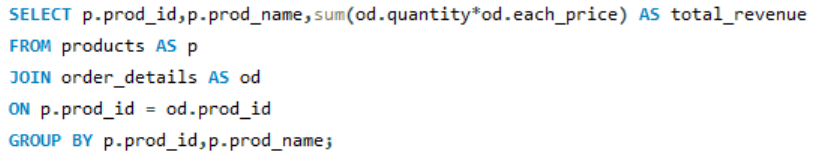 SELECT p.prod_id,p.prod_name,sum(od.quantity*od.each_price) AS total_revenue
FROM products AS p
JOIN order_details AS od
ON p.prod_id = od.prod_id
GROUP BY p.prod_id,p.prod_name;